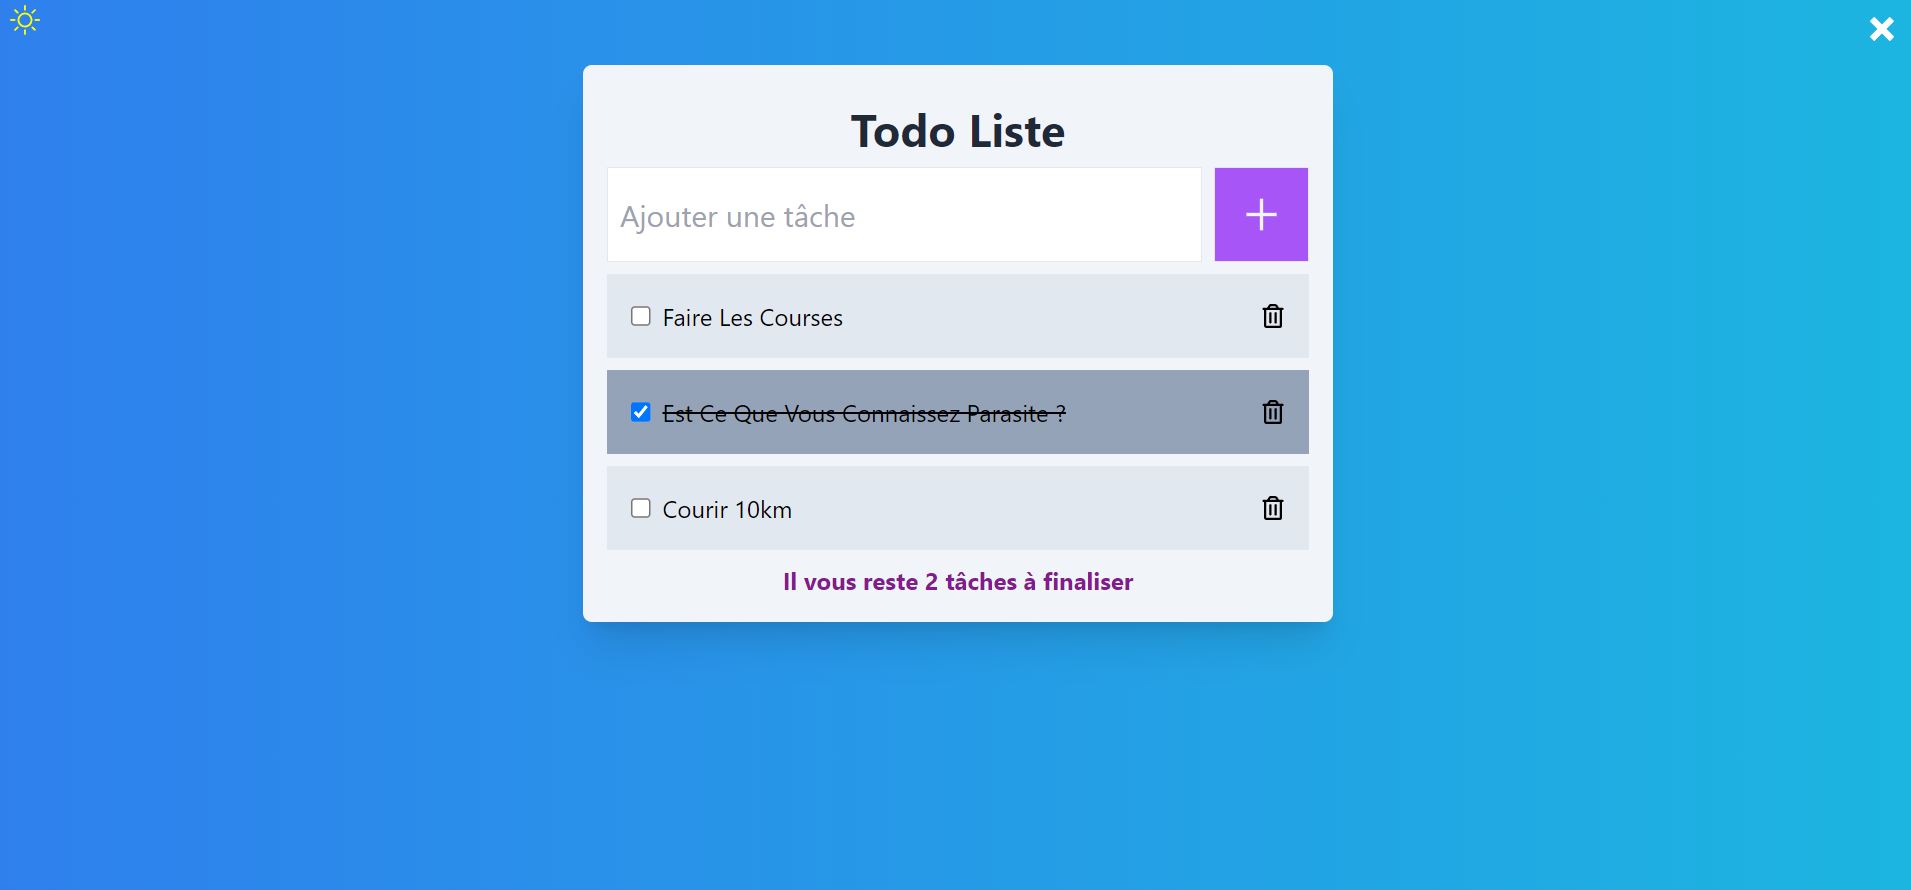 Todo Liste
Ajouter une tâche
Faire Les Courses
Est Ce Que Vous Connaissez Parasite ?
Courir 10km
Il vous reste 2 tâches à finaliser